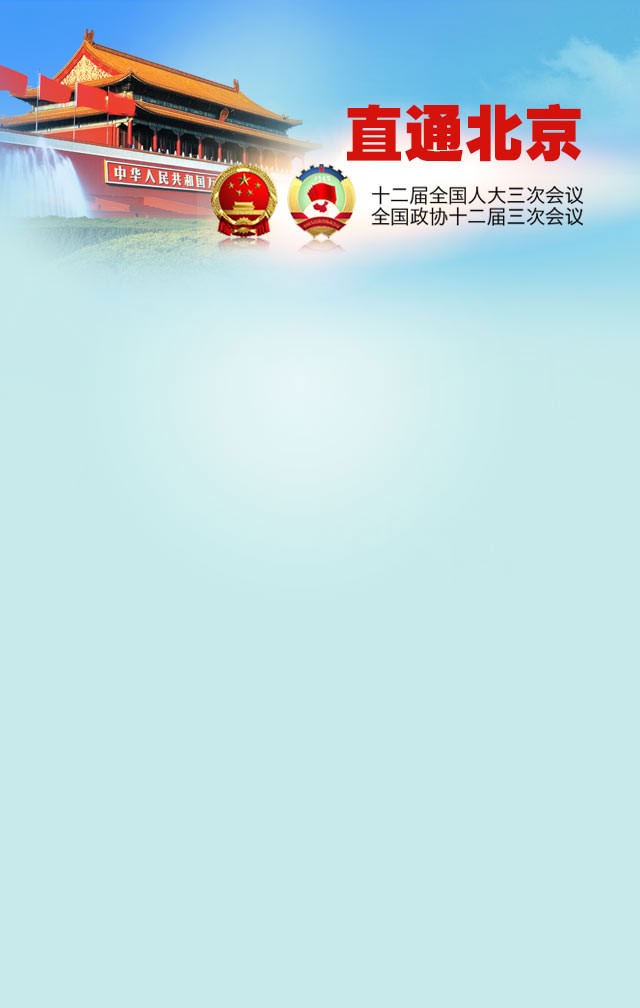 直通北京
中华人民共和国万
十二届全国人大三次会议
全国政协十二届三次会议